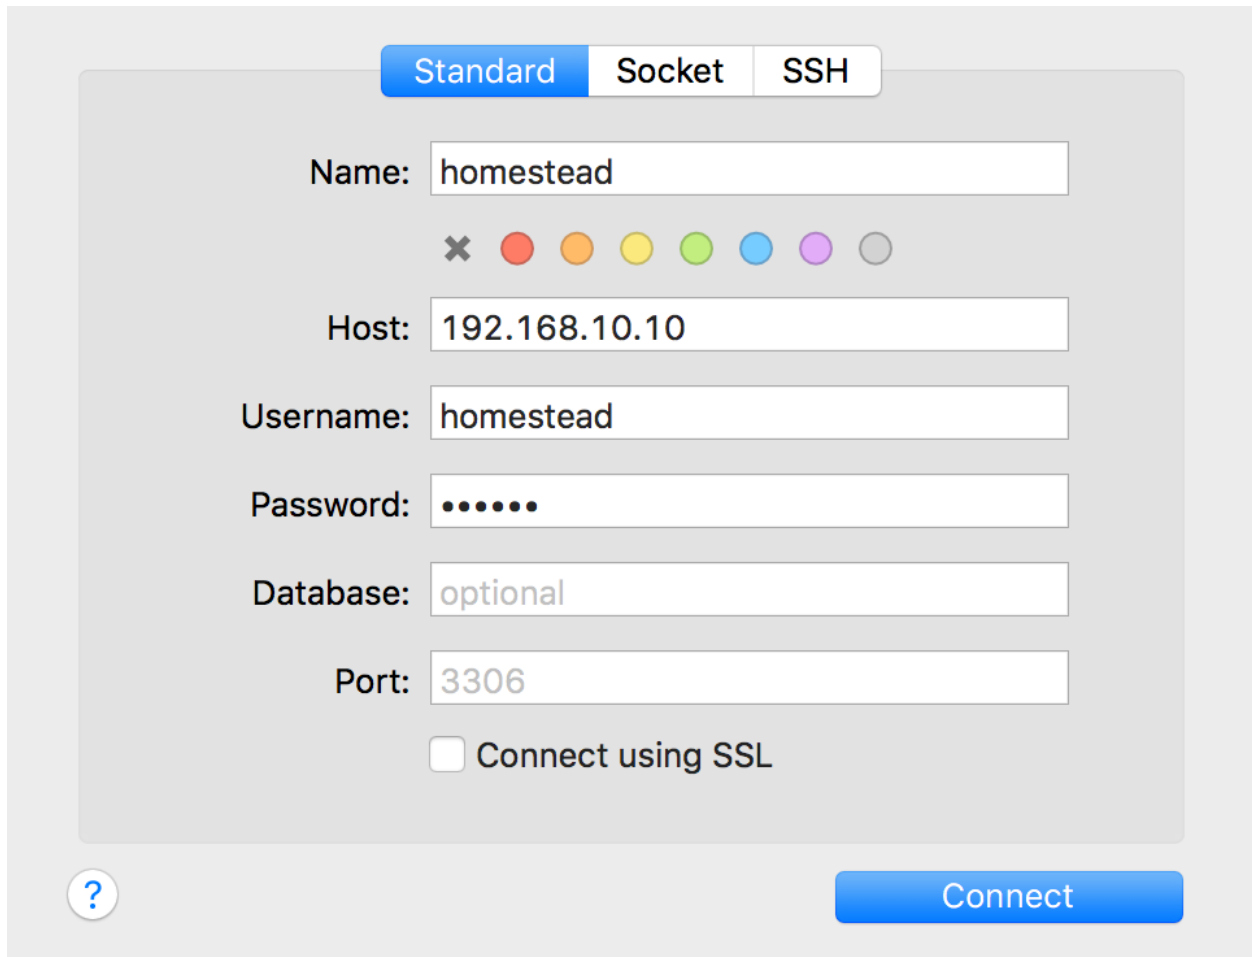 Standard Socket SSH
Name: homestead
Host: 192.168.10.10
Username: homestead
Password: ••••••
Database: optional
Port: 3306
Connect using SSL
? Connect